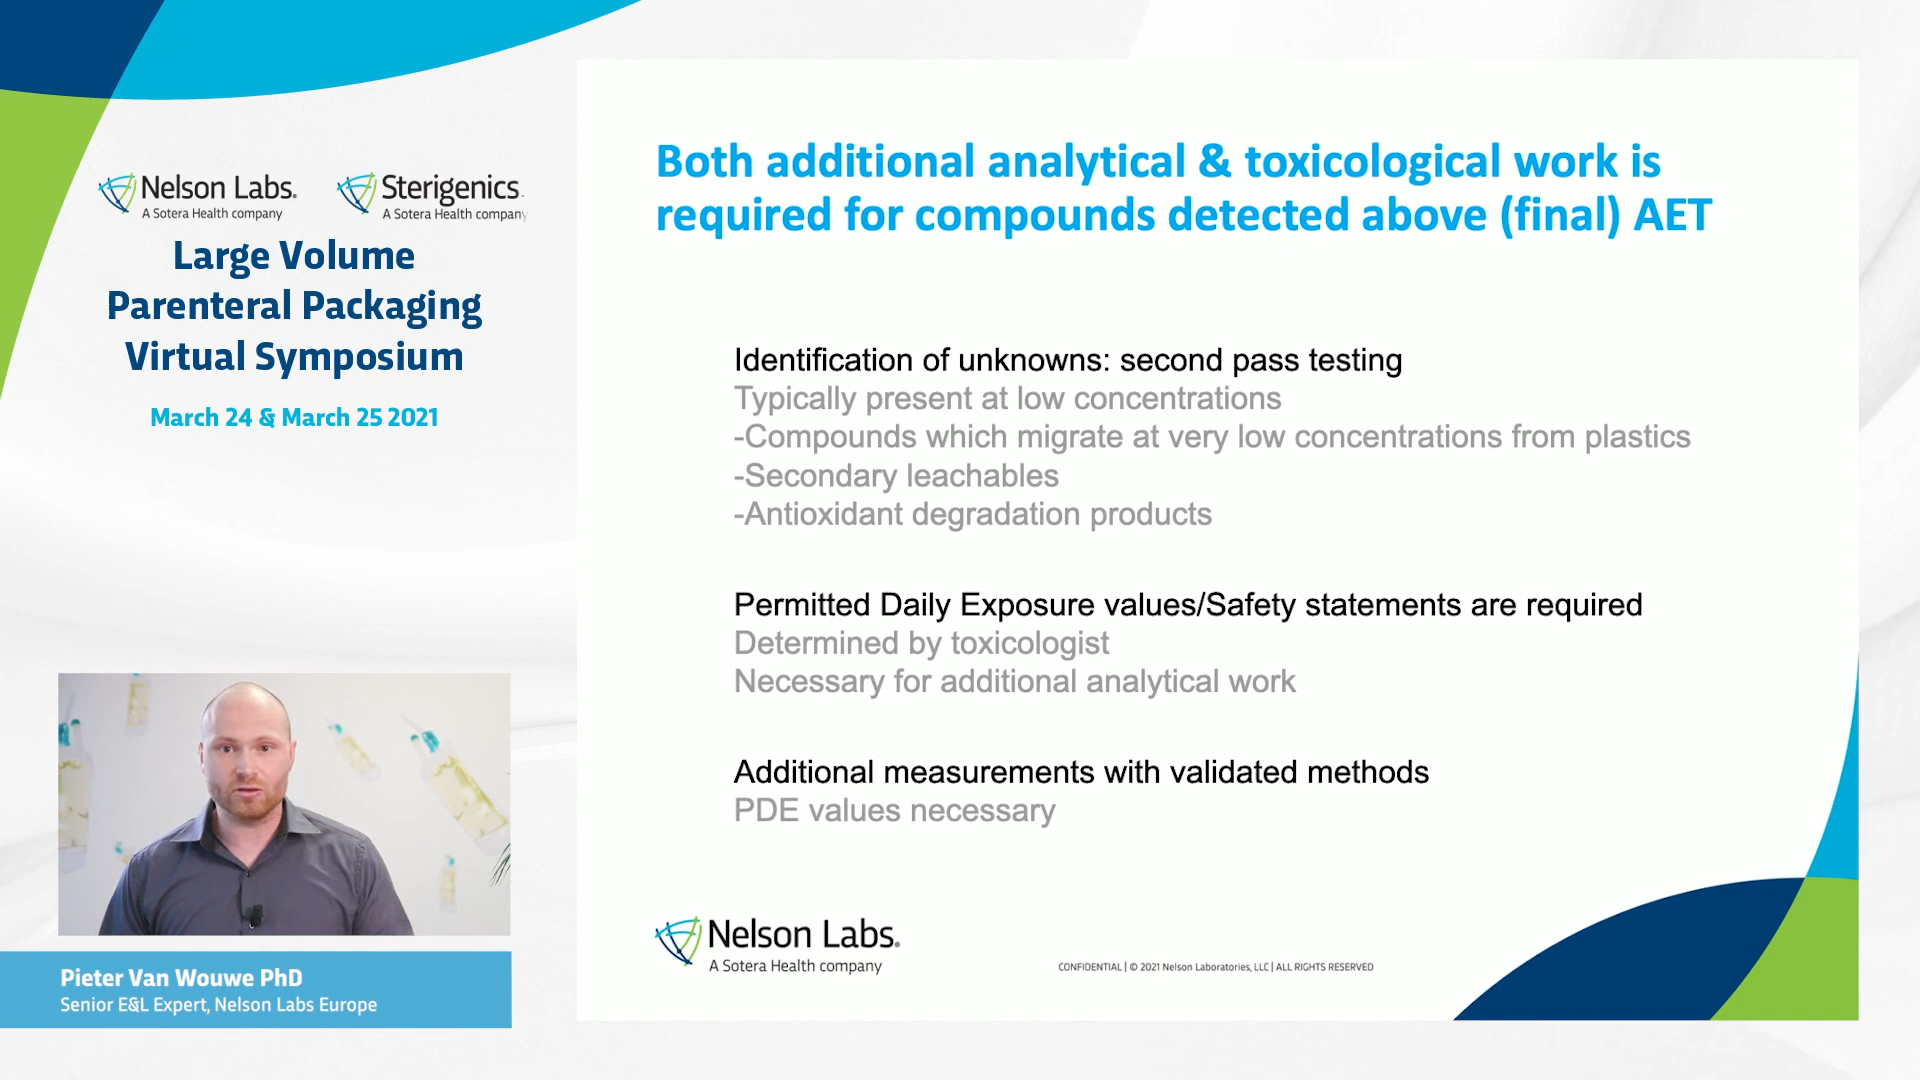 Nelson Labs.
A Sotera Health company
Sterigenics
A Sotera Health company
Large Volume
Parenteral Packaging
Virtual Symposium
March 24 & March 25 2021
Both additional analytical & toxicological work is
required for compounds detected above (final) AET
Identification of unknowns: second pass testing
Typically present at low concentrations
-Compounds which migrate at very low concentrations from plastics
-Secondary leachables
-Antioxidant degradation products
Permitted Daily Exposure values/Safety statements are required
Determined by toxicologist
Necessary for additional analytical work
Additional measurements with validated methods
PDE values necessary
Nelson Labs®
A Sotera Health company
CONFIDENTIAL | © 2021 Nelson Laboratories, LLC | ALL RIGHTS RESERVED
Pieter Van Wouwe PhD
Senior E&L Expert, Nelson Labs Europe